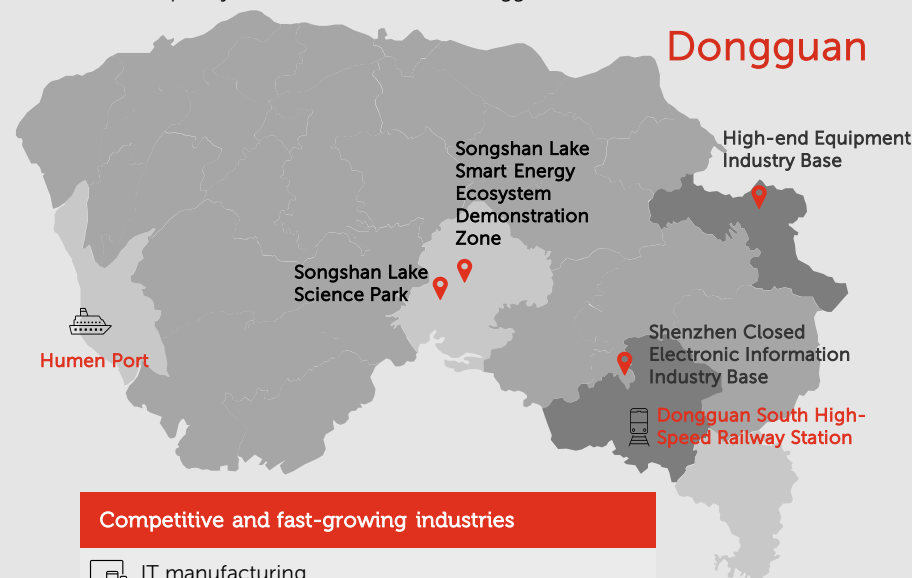 Dongguan
High-end Equipment
Industry Base
Songshan Lake
Smart Energy
Ecosystem
Demonstration
Zone
Songshan Lake
Science Park
Humen Port
Shenzhen Closed
Electronic Information
Industry Base
Dongguan South High-
Speed Railway Station
Competitive and fast-growing industries
IT manufacturing